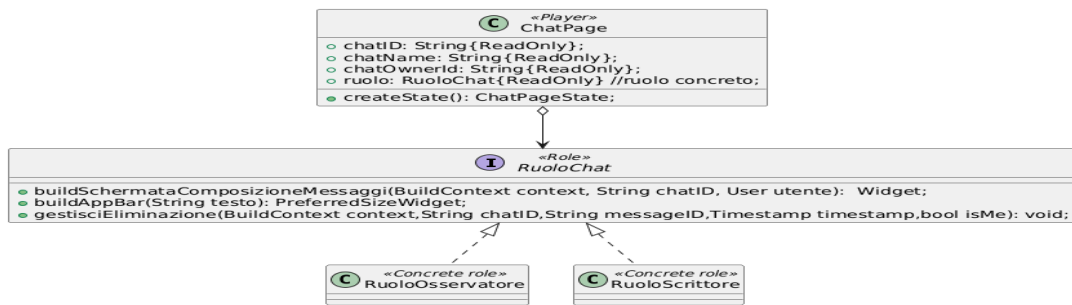 C «Player»
ChatPage
chatID: String{ReadOnly};
chatName: String{ReadOnly};
chatOwnerId: String{ReadOnly};
ruolo: RuoloChat{ReadOnly} //ruolo concreto;
createState(): ChatPageState;
I «Role»
RuoloChat
buildSchermataComposizioneMessaggi(BuildContext context, String chatID, User utente): Widget;
buildAppBar(String testo): PreferredSizeWidget;
gestisciEliminazione(BuildContext context,String chatID,String messageID,Timestamp timestamp,bool isMe): void;
C «Concrete role»
RuoloOsservatore
C «Concrete role»
RuoloScrittore